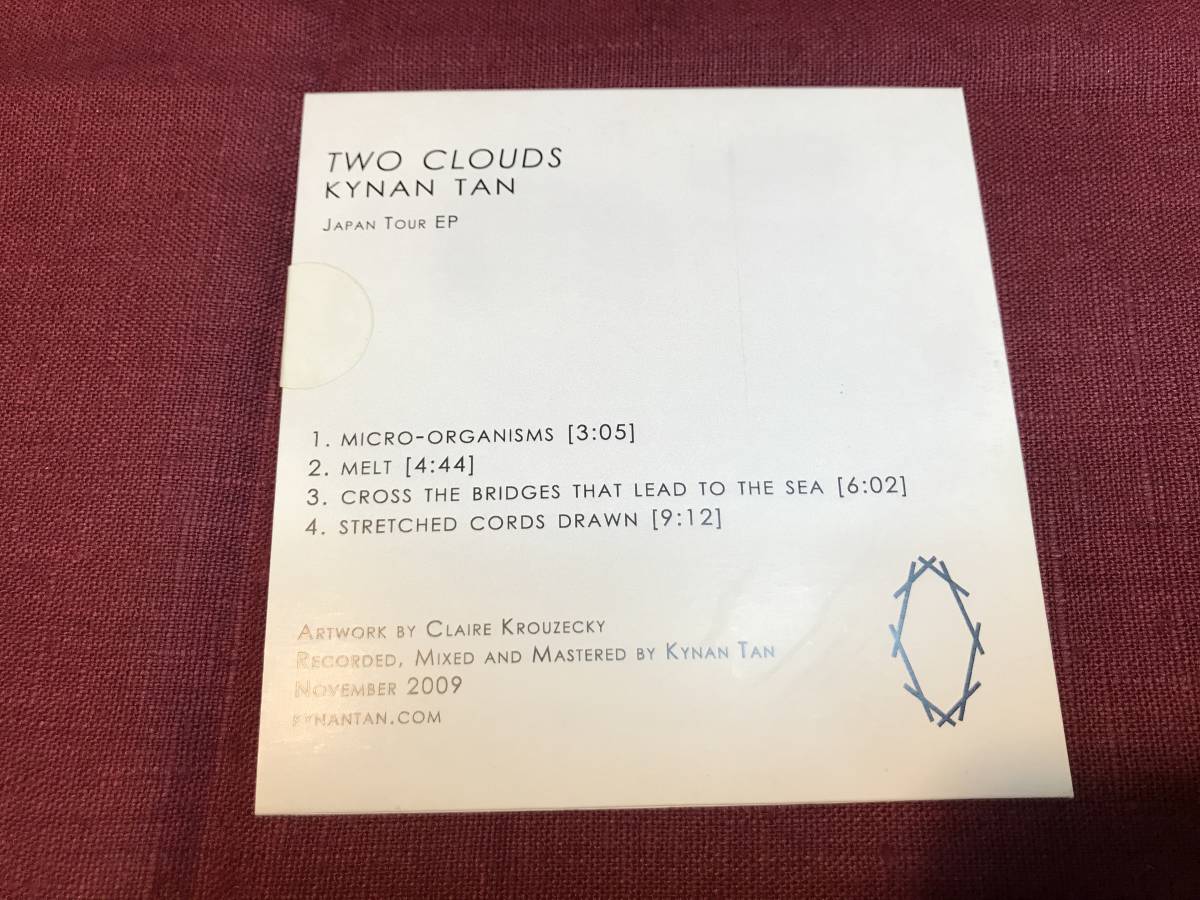 TWO CLOUDS
KYNAN TAN
JAPAN TOUR EP
1. MICRO-ORGANISMS [3:05]
2. MELT [4:44]
3. CROSS THE BRIDGES THAT LEAD TO THE SEA [6:02]
4. STRETCHED CORDS DRAWN [9:12]
ARTWORK BY CLAIRE KROUZECKY
RECORDED, MIXED AND MASTERED BY KYNAN TAN
NOVEMBER 2009
KYNANTAN.COM